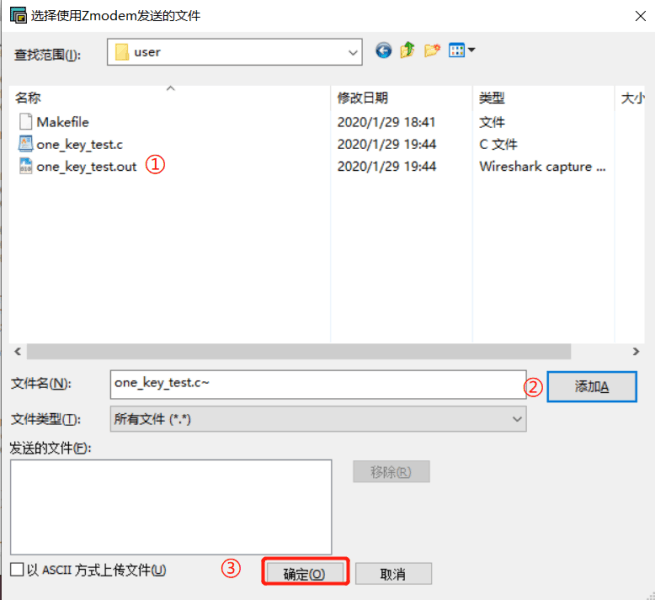 选择使用Zmodem发送的文件
查找范围(I): user
名称 修改日期 类型 大小
Makefile 2020/1/29 18:41 文件
one_key_test.c 2020/1/29 19:44 C 文件
one_key_test.out ① 2020/1/29 19:44 Wireshark capture ...
文件名(N): one_key_test.c~ ② 添加A
文件类型(T): 所有文件 (*.*)
发送的文件(F):
移除(R)
以 ASCII 方式上传文件(U) ③ 确定(O) 取消